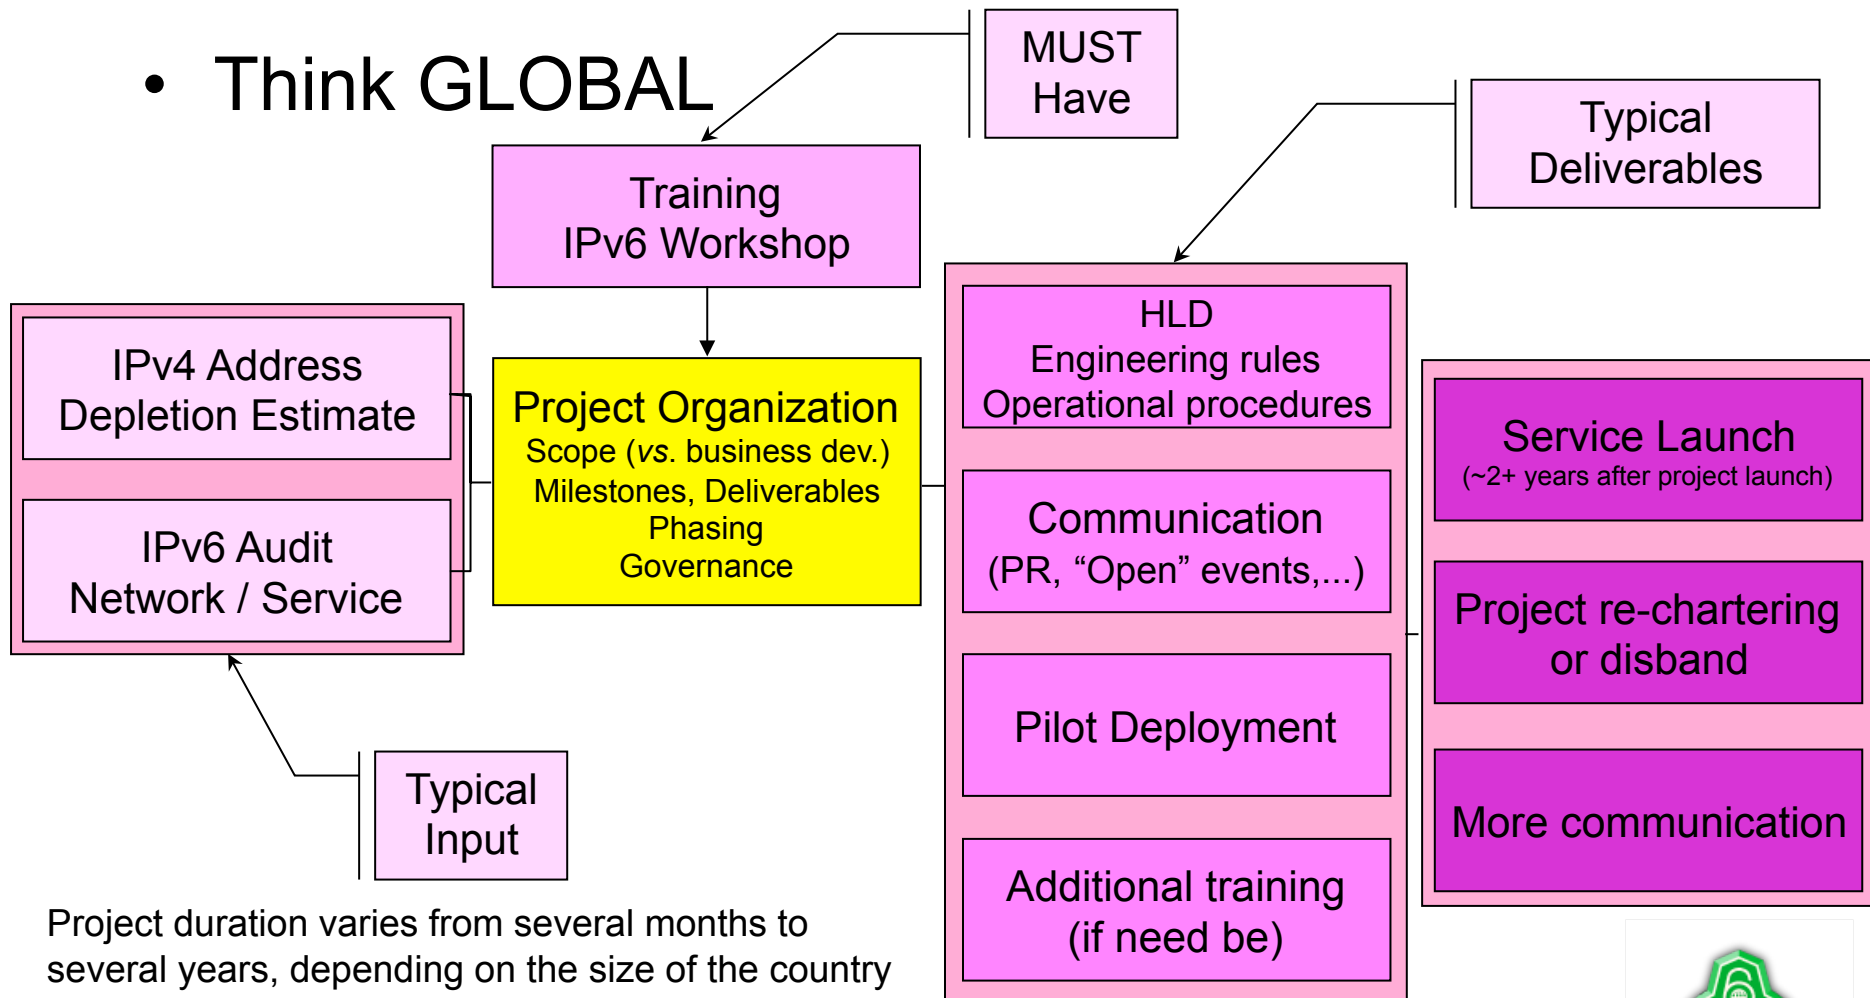 • Think GLOBAL
MUST
Have
Typical
Deliverables
Training
IPv6 Workshop
IPv4 Address
Depletion Estimate
IPv6 Audit
Network / Service
Project Organization
Scope (vs. business dev.)
Milestones, Deliverables
Phasing
Governance
HLD
Engineering rules
Operational procedures
Communication
(PR, “Open” events,...)
Pilot Deployment
Additional training
(if need be)
Service Launch
(~2+ years after project launch)
Project re-chartering
or disband
More communication
Typical
Input
Project duration varies from several months to
several years, depending on the size of the country